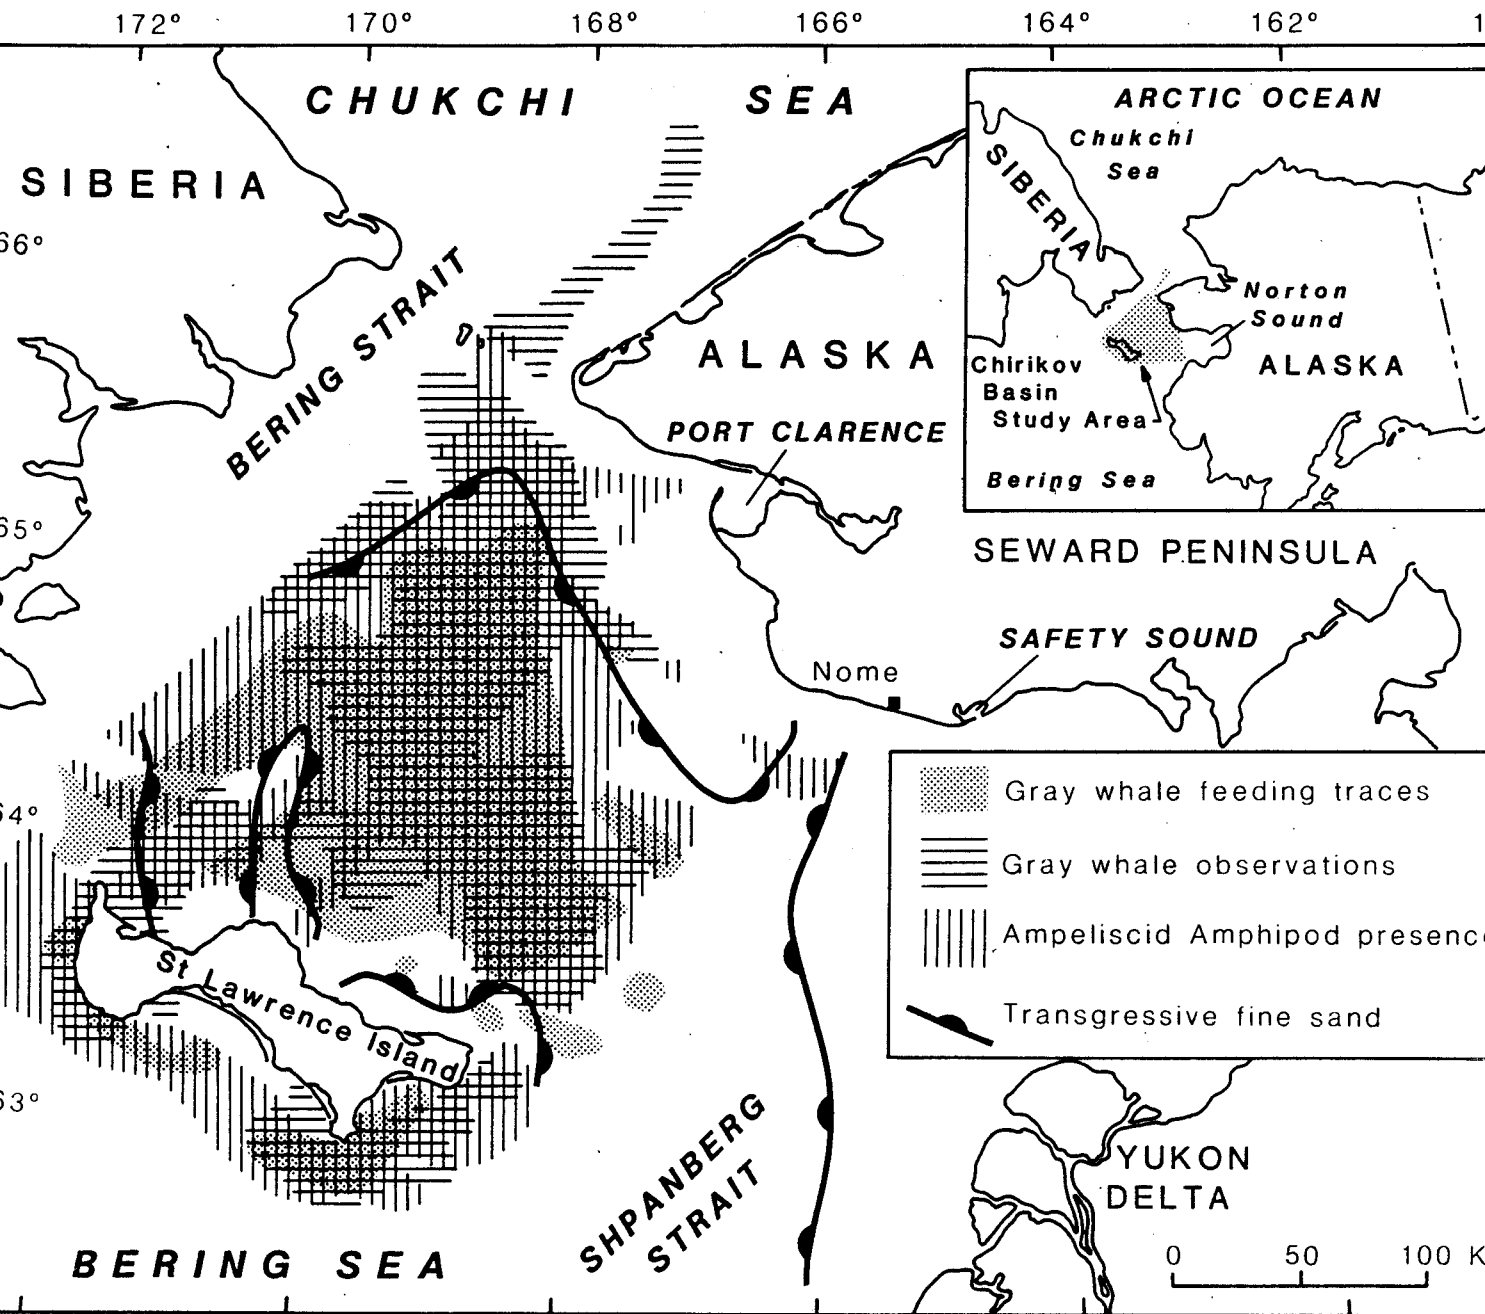 172° 170° 168° 166° 164° 162° 1
CHUKCHI SEA
SIBERIA
66°
BERING STRAIT
ALASKA
PORT CLARENCE
65°
SEWARD PENINSULA
SAFETY SOUND
Nome
64°
St Lawrence Island
63°
SHPANBERG
STRAIT
BERING SEA
YUKON
DELTA
0 50 100 K
ARCTIC OCEAN
Chukchi
Sea
SIBERIA
Norton
Sound
ALASKA
Chirikov
Basin
Study Area
Bering Sea
Gray whale feeding traces
Gray whale observations
Ampeliscid Amphipod presence
Transgressive fine sand